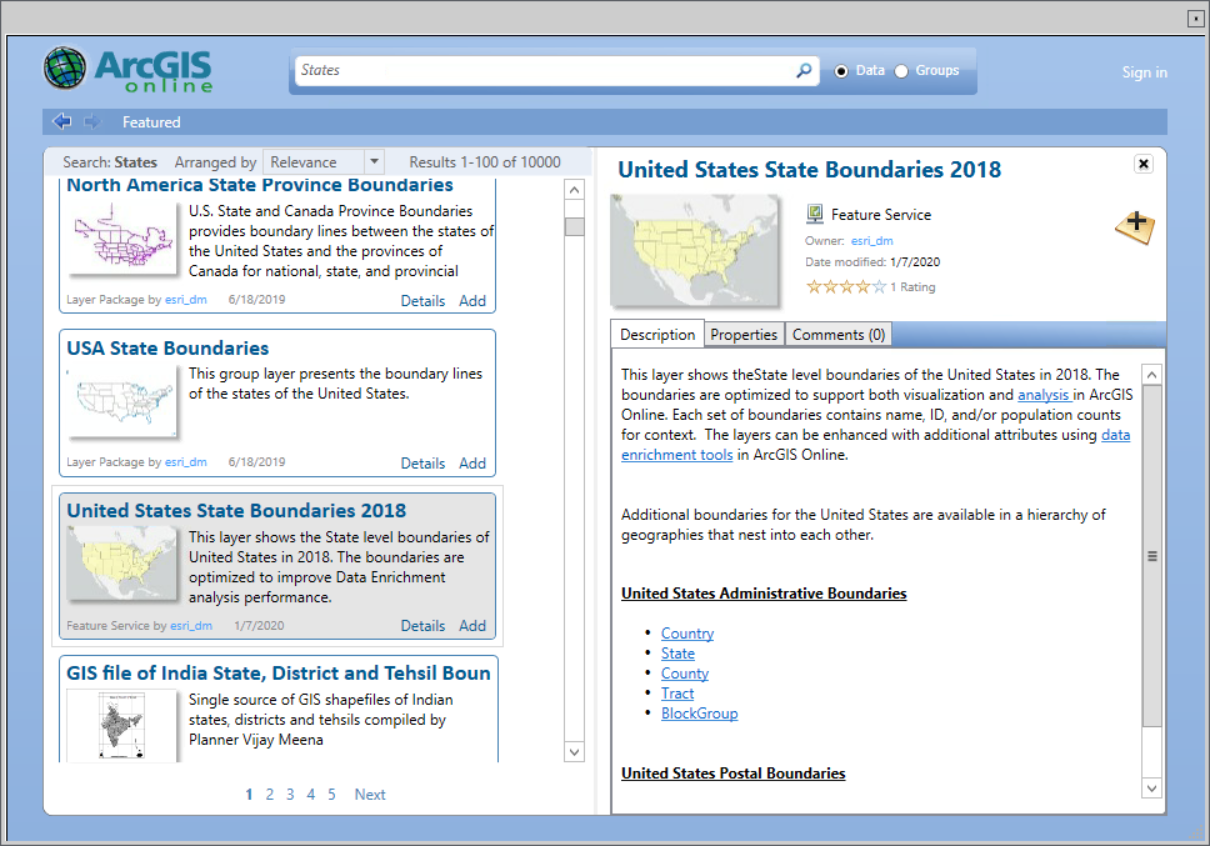 ArcGIS
online
States
Data
Groups
Sign in
Featured
Search: States Arranged by Relevance Results 1-100 of 10000
North America State Province Boundaries
U.S. State and Canada Province Boundaries
provides boundary lines between the states of
the United States and the provinces of
Canada for national, state, and provincial
Layer Package by esri_dm 6/18/2019 Details Add
USA State Boundaries
This group layer presents the boundary lines
of the states of the United States.
Layer Package by esri_dm 6/18/2019 Details Add
United States State Boundaries 2018
This layer shows the State level boundaries of
United States in 2018. The boundaries are
optimized to improve Data Enrichment
analysis performance.
Feature Service by esri_dm 1/7/2020 Details Add
GIS file of India State, District and Tehsil Boun
Single source of GIS shapefiles of Indian
states, districts and tehsils compiled by
Planner Vijay Meena
1 2 3 4 5 Next
United States State Boundaries 2018
Feature Service
Owner: esri_dm
Date modified: 1/7/2020
1 Rating
Description Properties Comments (0)
This layer shows theState level boundaries of the United States in 2018. The
boundaries are optimized to support both visualization and analysis in ArcGIS
Online. Each set of boundaries contains name, ID, and/or population counts
for context. The layers can be enhanced with additional attributes using data
enrichment tools in ArcGIS Online.
Additional boundaries for the United States are available in a hierarchy of
geographies that nest into each other.
United States Administrative Boundaries
• Country
• State
• County
• Tract
• BlockGroup
United States Postal Boundaries